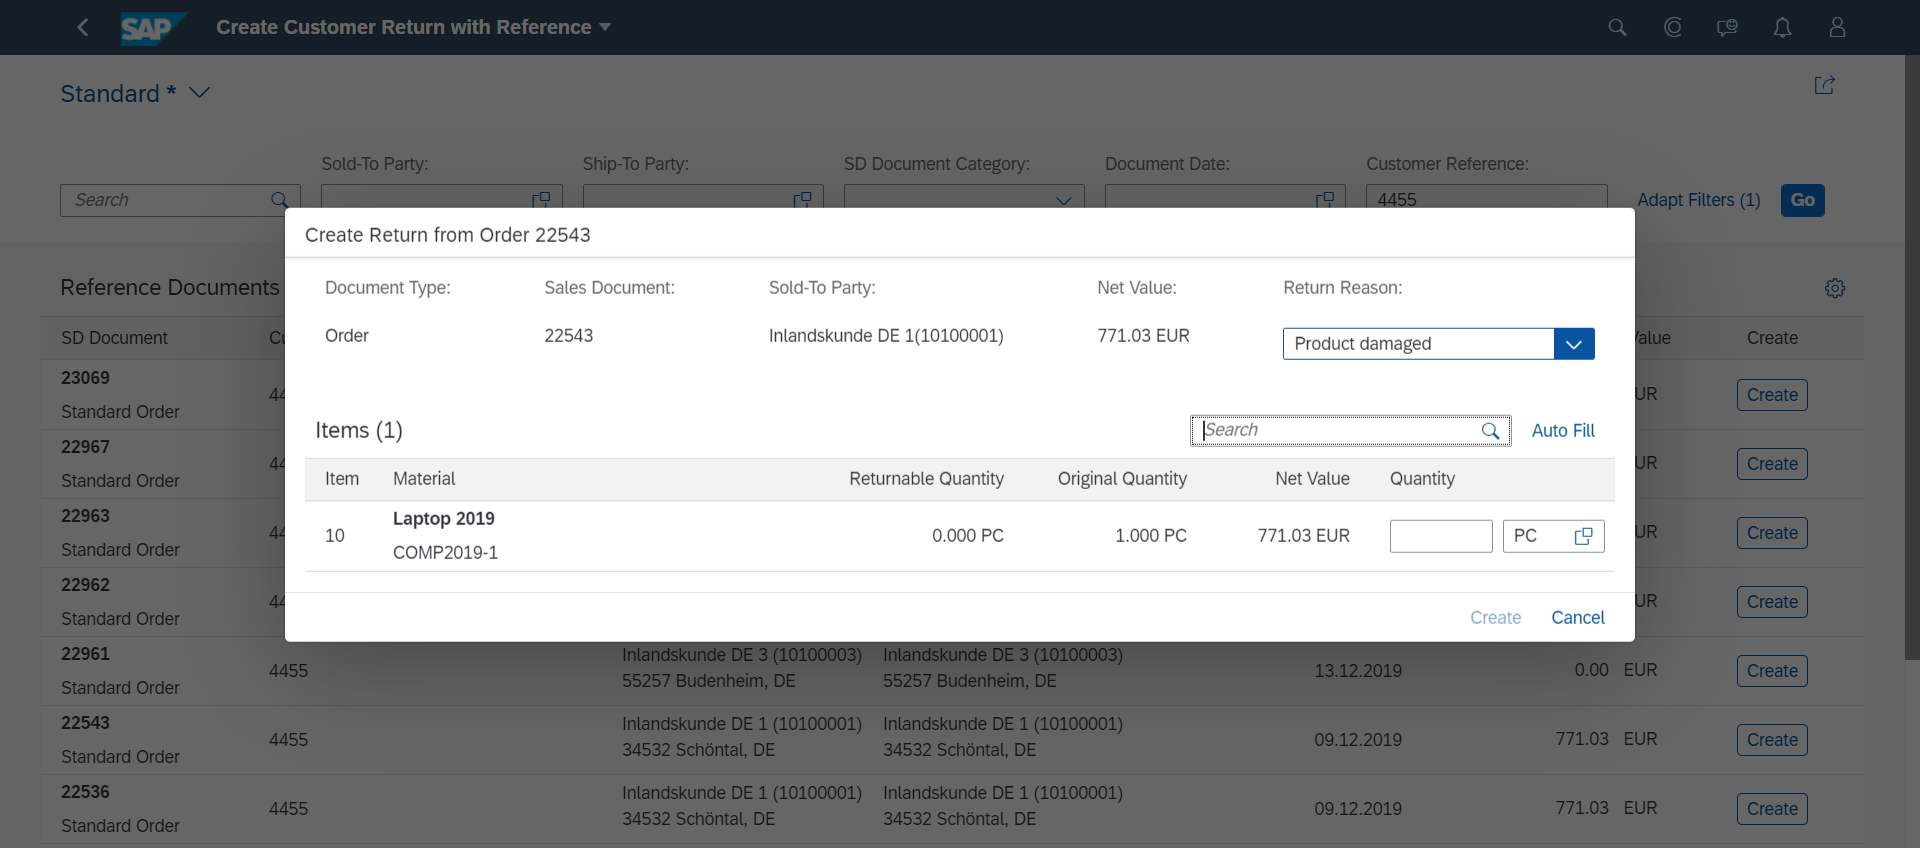 SAP Create Customer Return with Reference
Standard *
Sold-To Party: Ship-To Party: SD Document Category: Document Date: Customer Reference:
Search 4455 Adapt Filters (1) Go
Create Return from Order 22543
Document Type: Sales Document: Sold-To Party: Net Value: Return Reason:
Order 22543 Inlandskunde DE 1(10100001) 771.03 EUR Product damaged
Items (1) Search Auto Fill
Item Material Returnable Quantity Original Quantity Net Value Quantity
10 Laptop 2019 0.000 PC 1.000 PC 771.03 EUR PC
COMP2019-1
Create Cancel
Reference Documents
SD Document Create
23069
Standard Order Create
22967
Standard Order Create
22963
Standard Order Create
22962
Standard Order Create
22961 Inlandskunde DE 3 (10100003) Inlandskunde DE 3 (10100003)
Standard Order 4455 55257 Budenheim, DE 55257 Budenheim, DE 13.12.2019 0.00 EUR Create
22543 Inlandskunde DE 1 (10100001) Inlandskunde DE 1 (10100001)
Standard Order 4455 34532 Schöntal, DE 34532 Schöntal, DE 09.12.2019 771.03 EUR Create
22536 Inlandskunde DE 1 (10100001) Inlandskunde DE 1 (10100001)
Standard Order 4455 34532 Schöntal, DE 34532 Schöntal, DE 09.12.2019 771.03 EUR Create